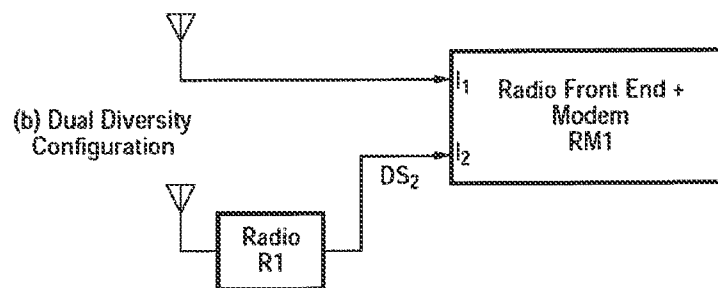 (b) Dual Diversity
Configuration
I₁
Radio Front End +
Modem
RM1
I₂
DS₂
Radio
R1